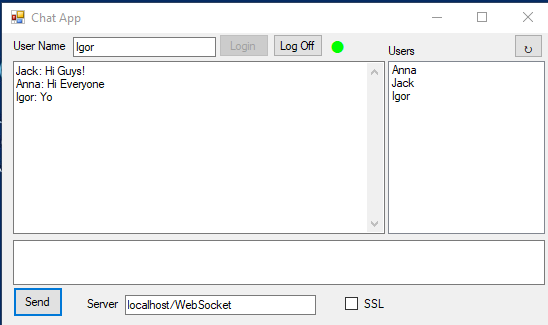 Chat App
User Name Igor Login Log Off
Users ↻
Jack: Hi Guys!
Anna: Hi Everyone
Igor: Yo
Anna
Jack
Igor
Send Server localhost/WebSocket SSL